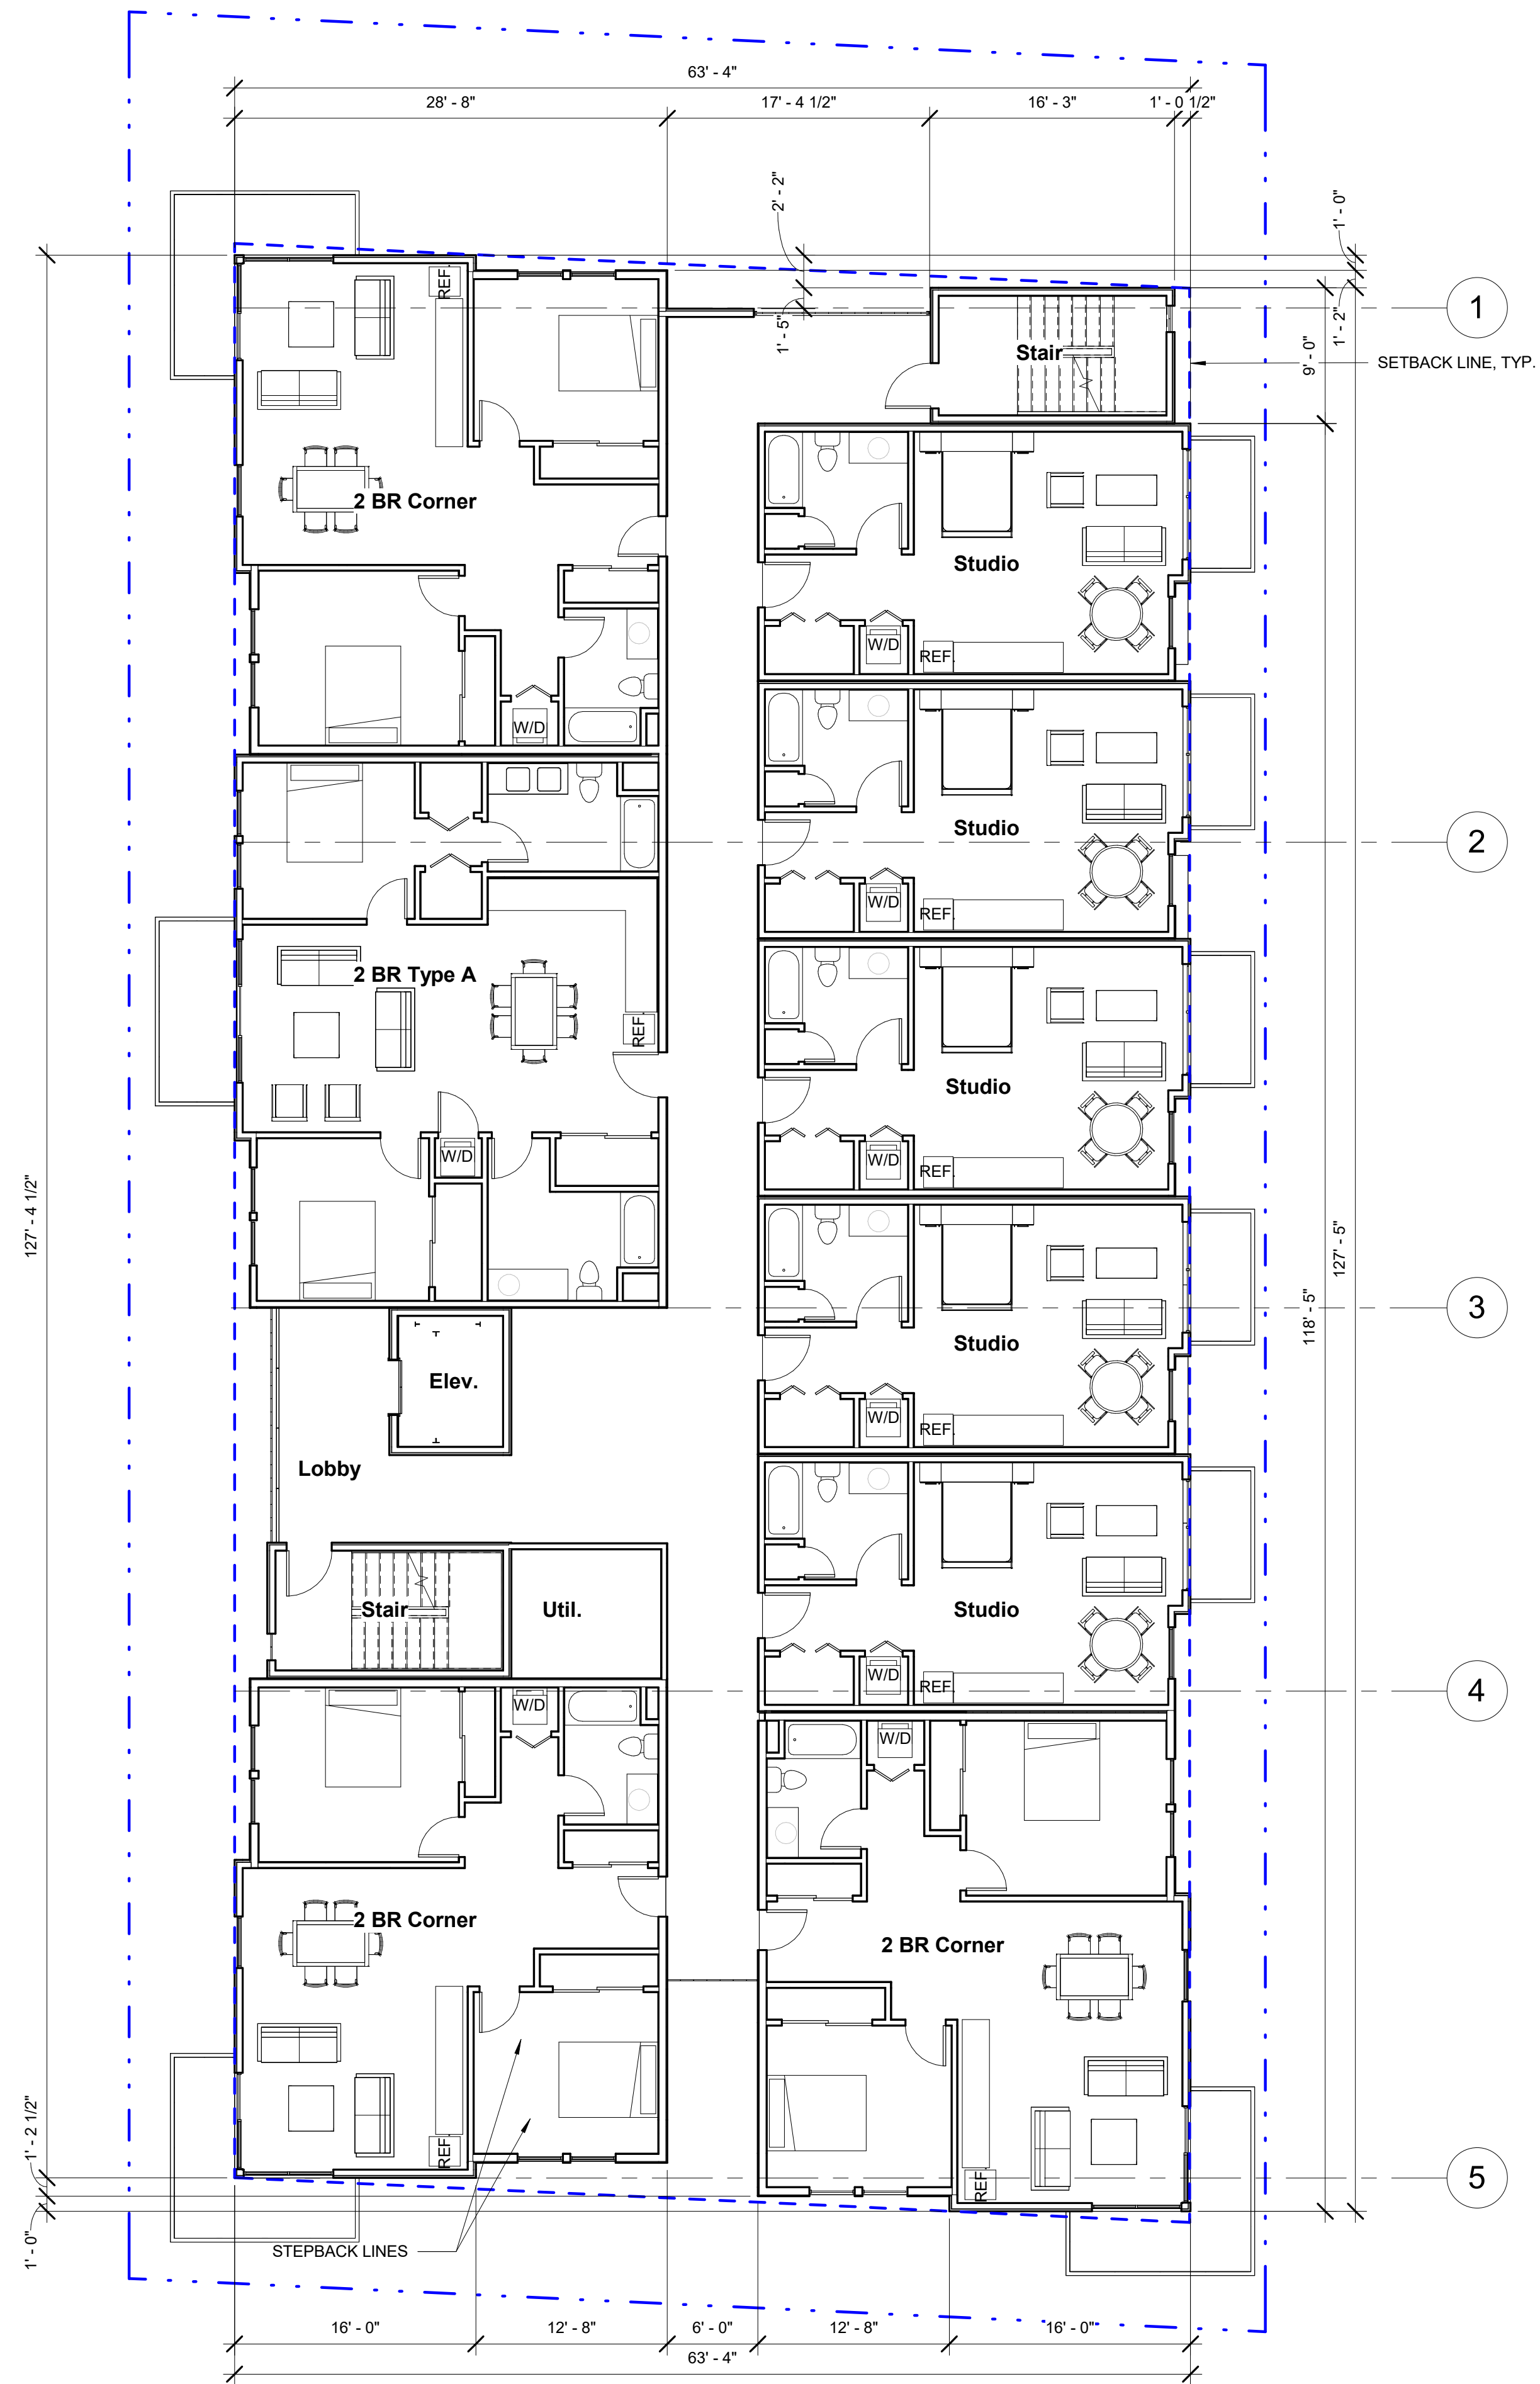 63' - 4"
28' - 8"
17' - 4 1/2"
16' - 3"
1' - 0 1/2"
2' - 2"
1' - 0"
REF.
1
1' - 5"
1' - 2"
9' - 0"
Stair
SETBACK LINE, TYP.
2 BR Corner
Studio
W/D
REF.
W/D
Studio
2
W/D
REF.
2 BR Type A
REF.
Studio
W/D
W/D
REF.
127' - 4 1/2"
127' - 5"
118' - 5"
3
Studio
Elev.
W/D
REF.
Lobby
Stair
Util.
Studio
W/D
REF.
4
W/D
W/D
2 BR Corner
2 BR Corner
1' - 2 1/2"
REF.
REF.
5
1' - 0"
STEPBACK LINES
16' - 0"
12' - 8"
6' - 0"
12' - 8"
16' - 0"
63' - 4"